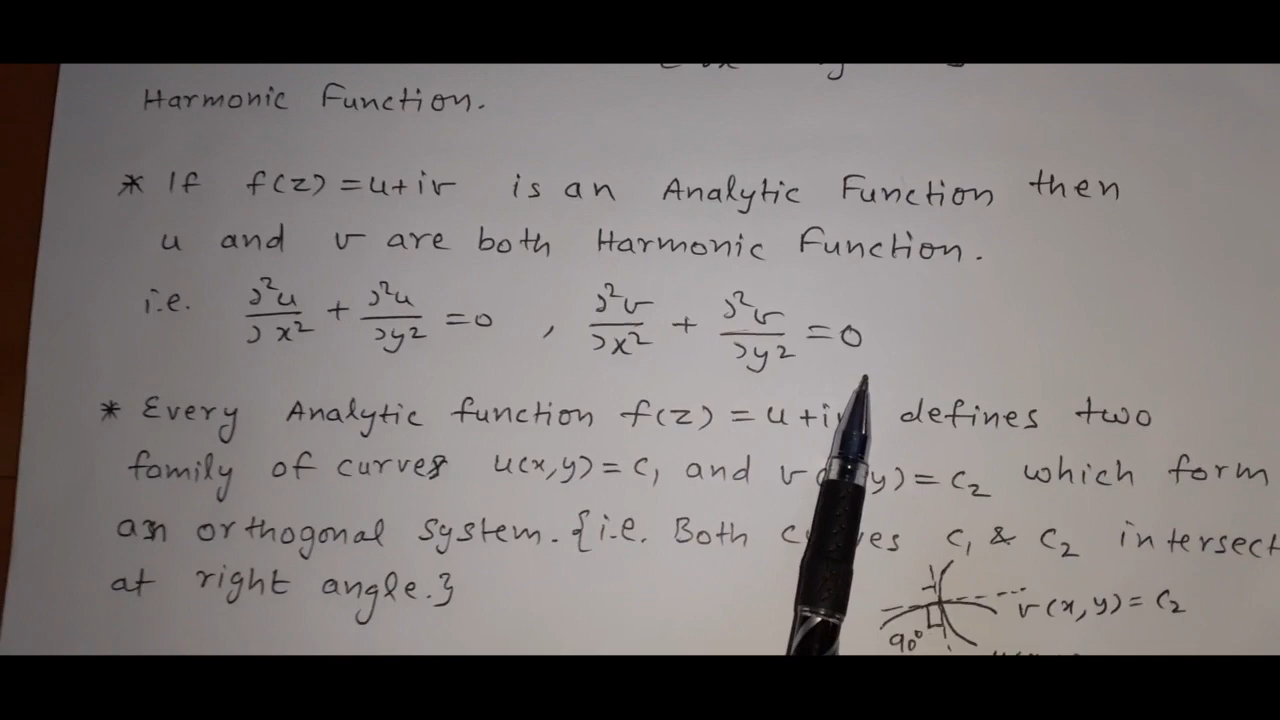 Harmonic Function.
* If f(z) = u+iv is an Analytic Function then
u and v are both Harmonic Function.
i.e. ∂²u/∂x² + ∂²u/∂y² = 0 , ∂²v/∂x² + ∂²v/∂y² = 0
* Every Analytic function f(z) = u+i defines two
family of curves u(x,y) = c₁ and v( y) = c₂ which form
an orthogonal system. {i.e. Both c₁ & c₂ intersect
at right angle.}
v(x,y) = c₂
90°